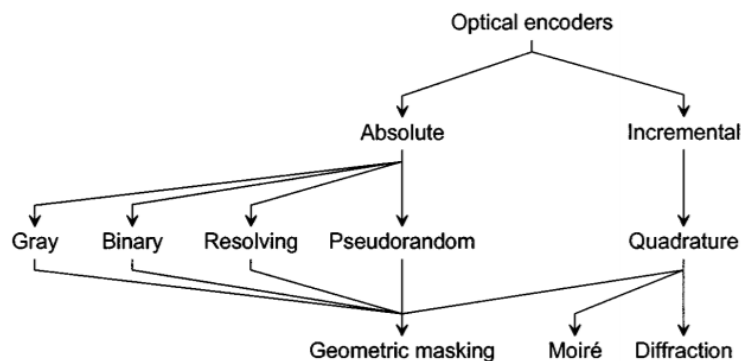 Optical encoders
Absolute Incremental
Gray Binary Resolving Pseudorandom Quadrature
Geometric masking Moiré Diffraction